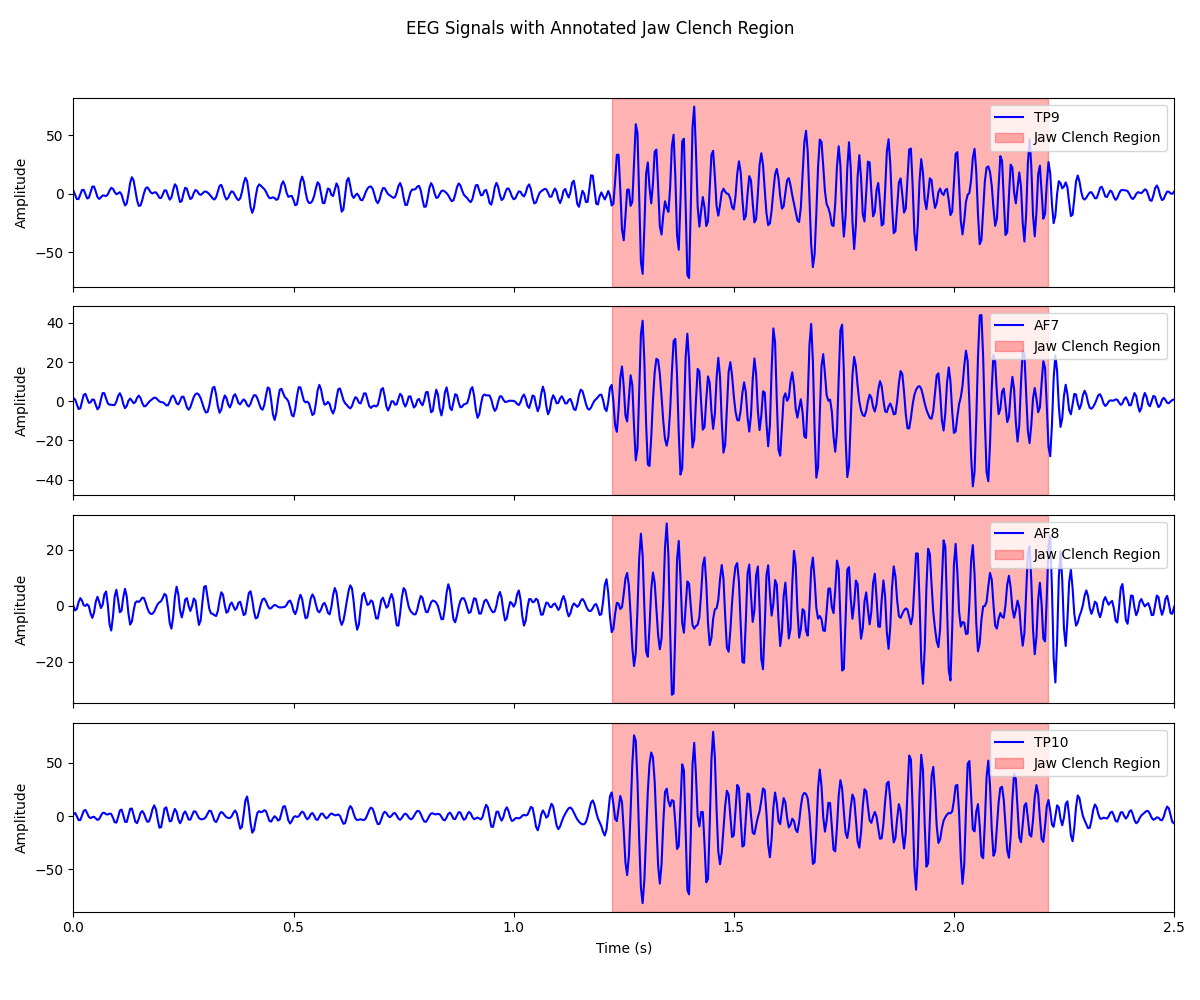 EEG Signals with Annotated Jaw Clench Region
TP9
Jaw Clench Region
50
0
−50
Amplitude
AF7
Jaw Clench Region
40
20
0
−20
−40
Amplitude
AF8
Jaw Clench Region
20
0
−20
Amplitude
TP10
Jaw Clench Region
50
0
−50
Amplitude
0.0 0.5 1.0 1.5 2.0 2.5
Time (s)